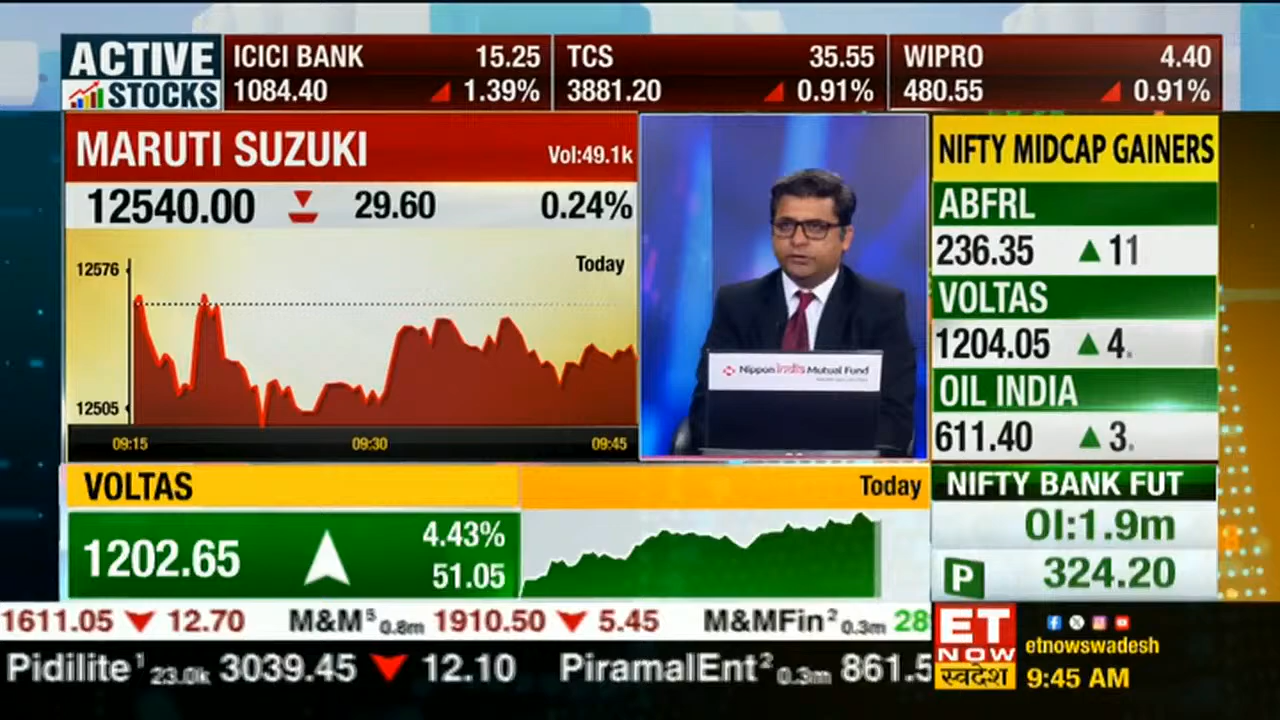 ACTIVE
STOCKS
ICICI BANK 15.25
1084.40 1.39%
TCS 35.55
3881.20 0.91%
WIPRO 4.40
480.55 0.91%
MARUTI SUZUKI Vol:49.1k
12540.00 29.60 0.24%
Today
12576
12505
09:15 09:30 09:45
Nippon India Mutual Fund
NIFTY MIDCAP GAINERS
ABFRL
236.35 11
VOLTAS
1204.05 4.
OIL INDIA
611.40 3.
NIFTY BANK FUT
OI:1.9m
P 324.20
VOLTAS Today
1202.65 4.43%
51.05
1611.05 12.70 M&M5 0.8m 1910.50 5.45 M&MFin2 0.3m 28
Pidilite1 23.0k 3039.45 12.10 PiramalEnt2 0.3m 861.5
ET
NOW
स्वदेश
etnowswadesh
9:45 AM